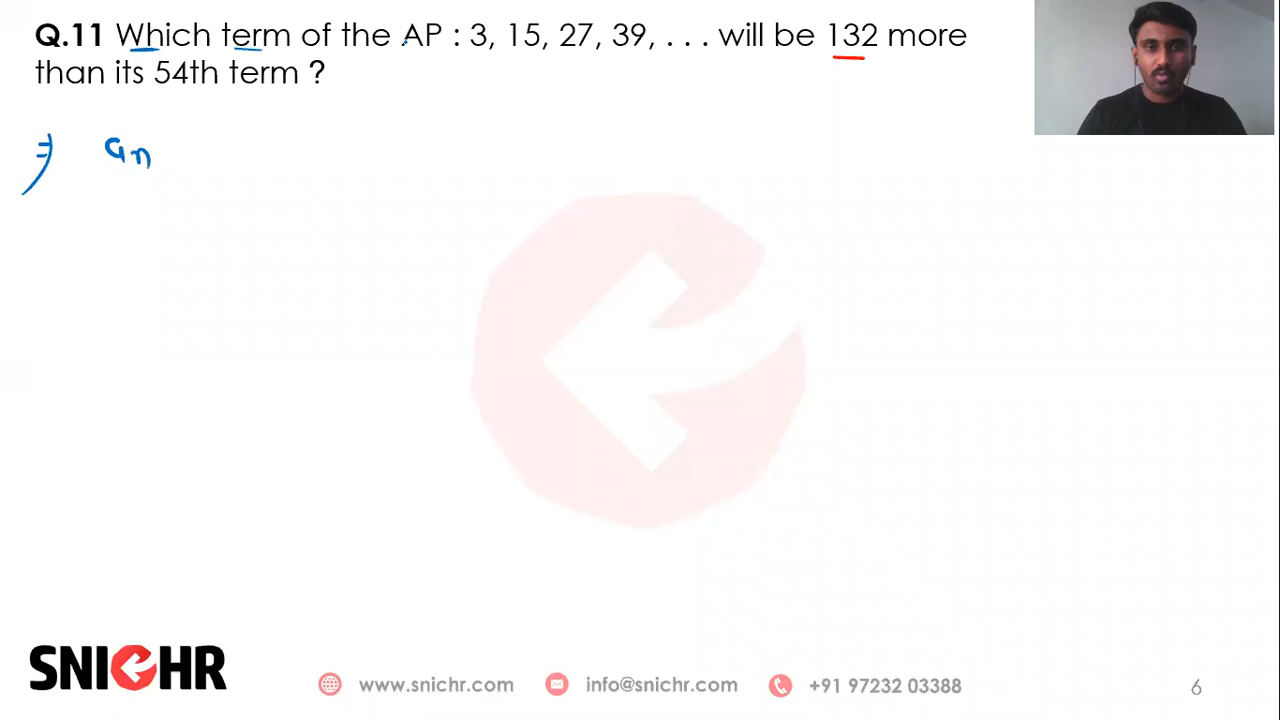 Q.11 Which term of the AP : 3, 15, 27, 39, . . . will be 132 more
than its 54th term ?
⇒ an
SNICHR
www.snichr.com info@snichr.com +91 97232 03388 6